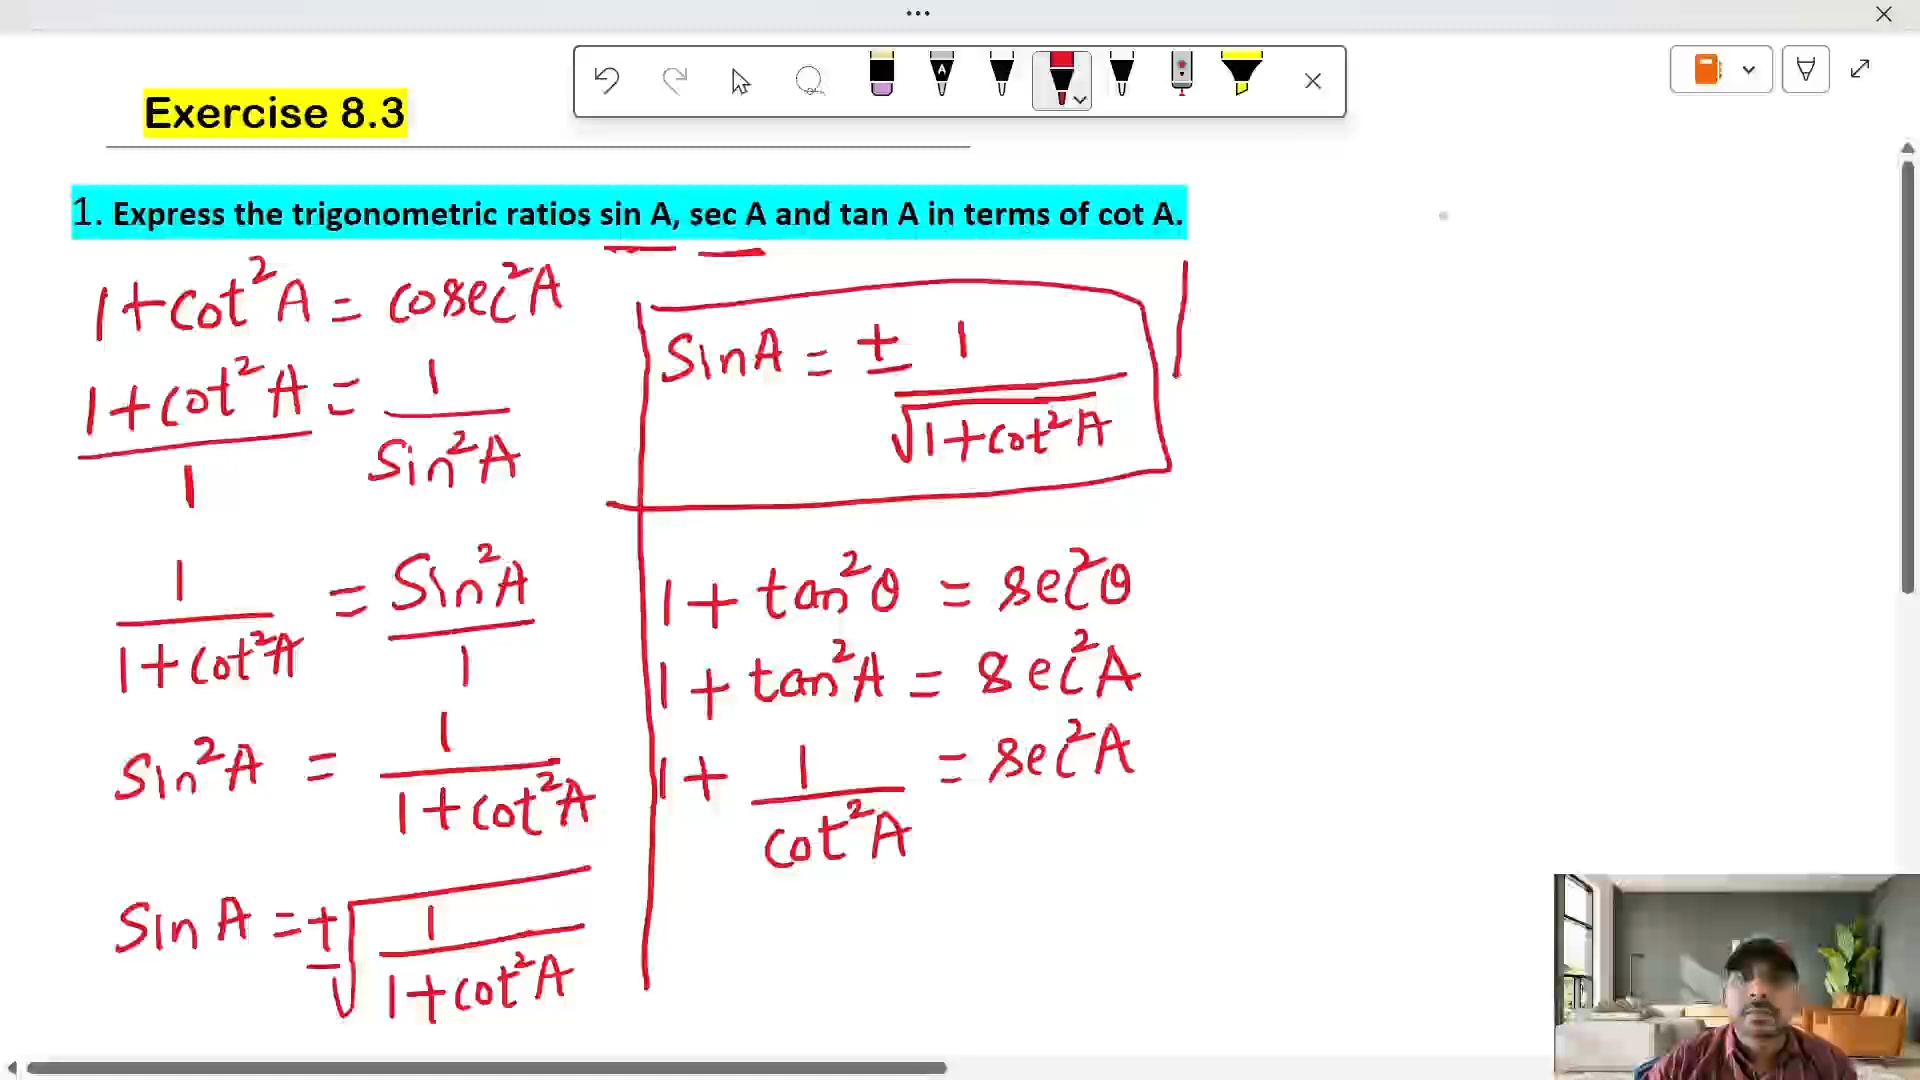 Exercise 8.3
1. Express the trigonometric ratios sin A, sec A and tan A in terms of cot A.
1+cot²A = cosec²A
1+cot²A/1 = 1/Sin²A
1/1+cot²A = Sin²A/1
Sin²A = 1/1+cot²A
Sin A = ±√1/1+cot²A
SinA = ± 1/√1+cot²A
1 + tan²θ = sec²θ
1 + tan²A = sec²A
1 + 1/cot²A = sec²A